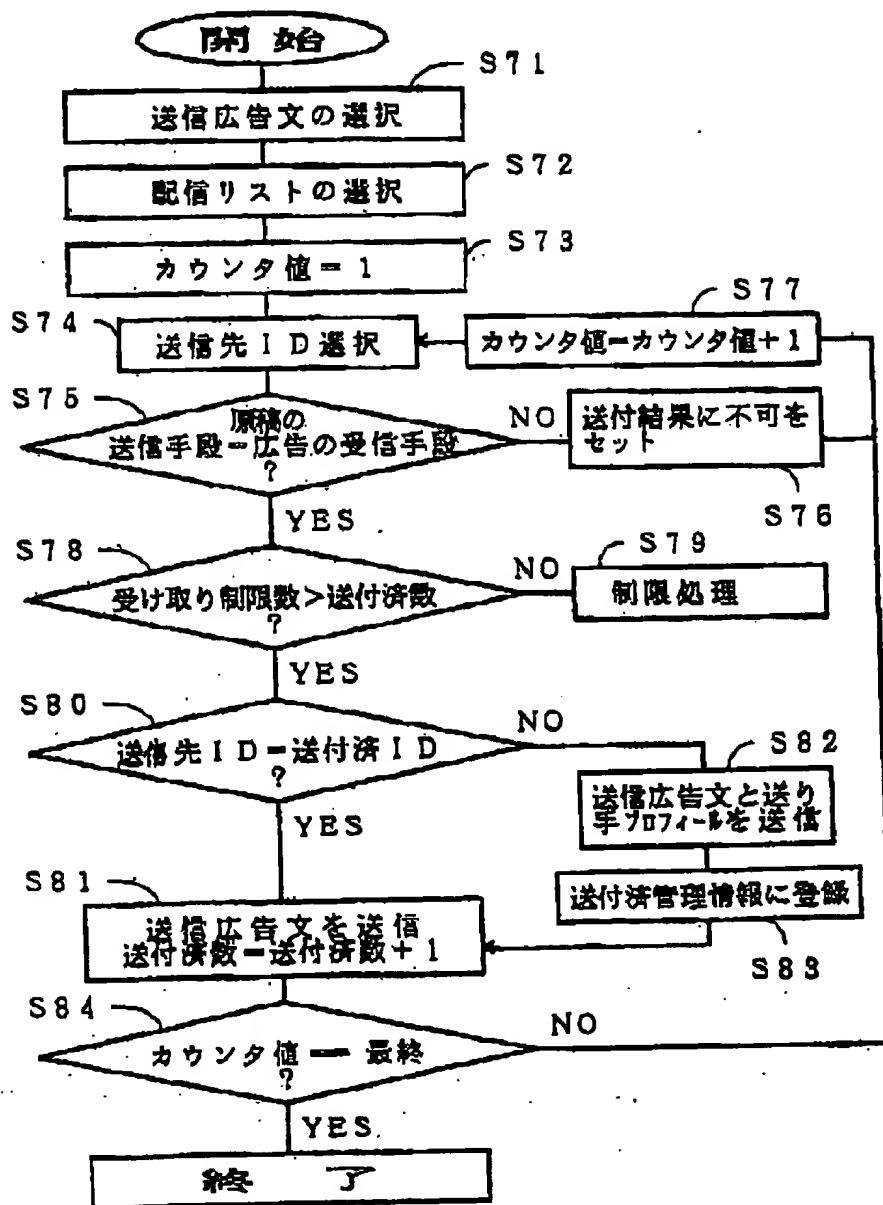 開始
S71
送信広告文の選択
S72
配信リストの選択
S73
カウンタ値＝1
S77
S74
送信先ID選択
カウンタ値＝カウンタ値＋1
S75
原稿の
送信手段＝広告の受信手段
?
NO
送付結果に不可を
セット
S76
YES
S78
受け取り制限数＞送付済数
?
NO
S79
制限処理
YES
S80
送信先ID＝送付済ID
?
NO
S82
送信広告文と送り
手プロフィールを送信
YES
S81
送信広告文を送信
送付済数＝送付済数＋1
送付済管理情報に登録
S83
S84
カウンタ値＝＝最終
?
NO
YES
終了